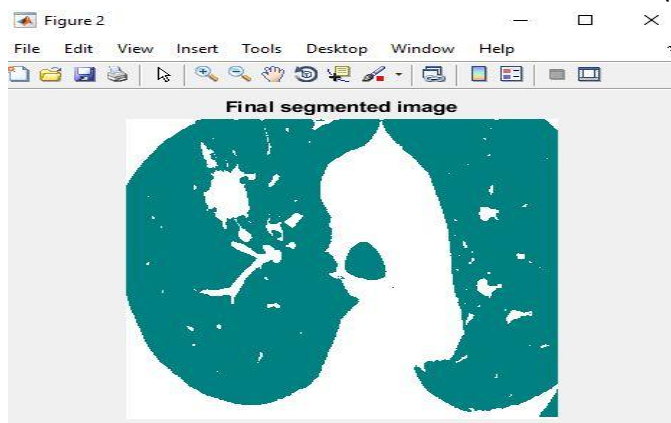 Figure 2
File Edit View Insert Tools Desktop Window Help
Final segmented image